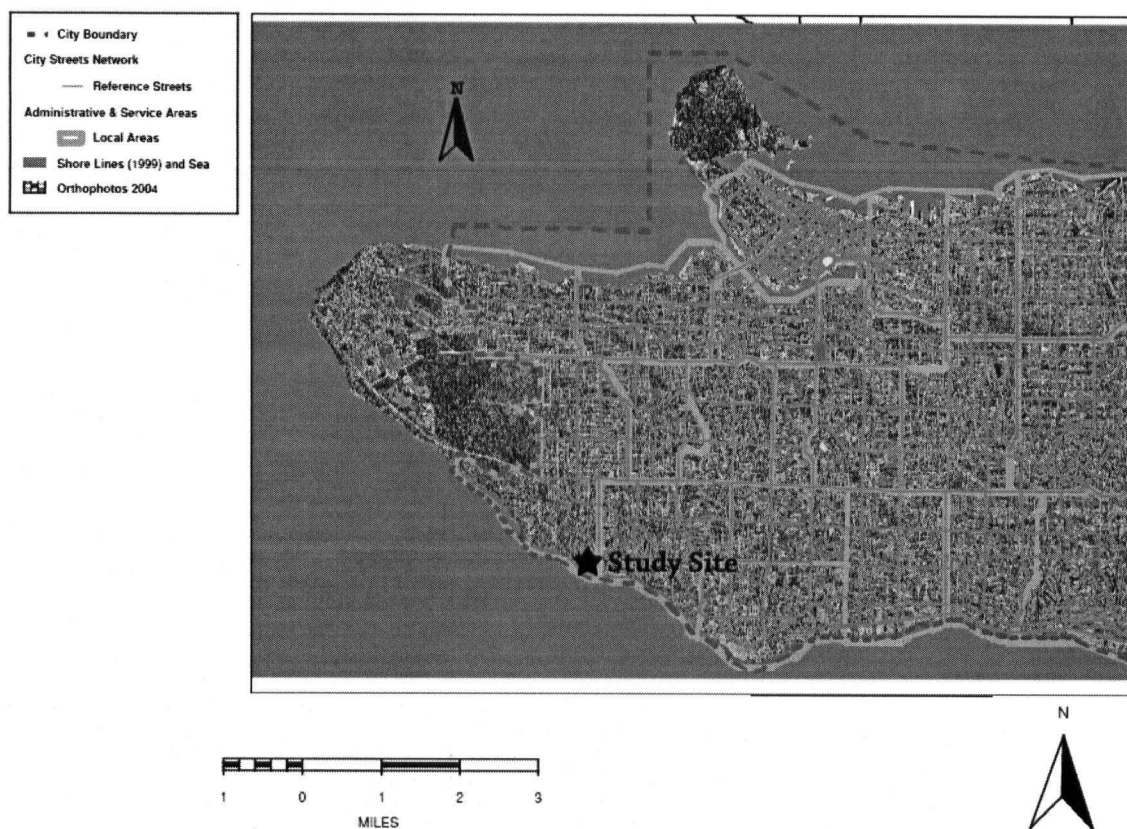 City Boundary
City Streets Network
Reference Streets
Administrative & Service Areas
Local Areas
Shore Lines (1999) and Sea
Orthophotos 2004
N
Study Site
N
1 0 1 2 3
MILES